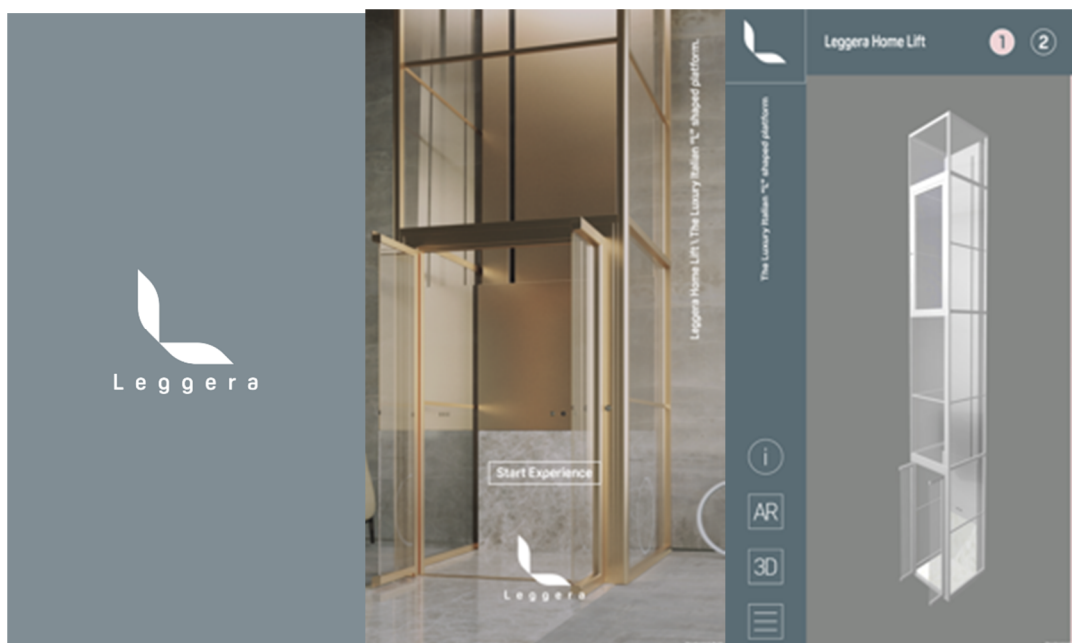 Leggera
Leggera Home Lift \ The Luxury Italian "L" shaped platform.
Start Experience
Leggera
The Luxury Italian "L" shaped platform
i
AR
3D
Leggera Home Lift
1
2